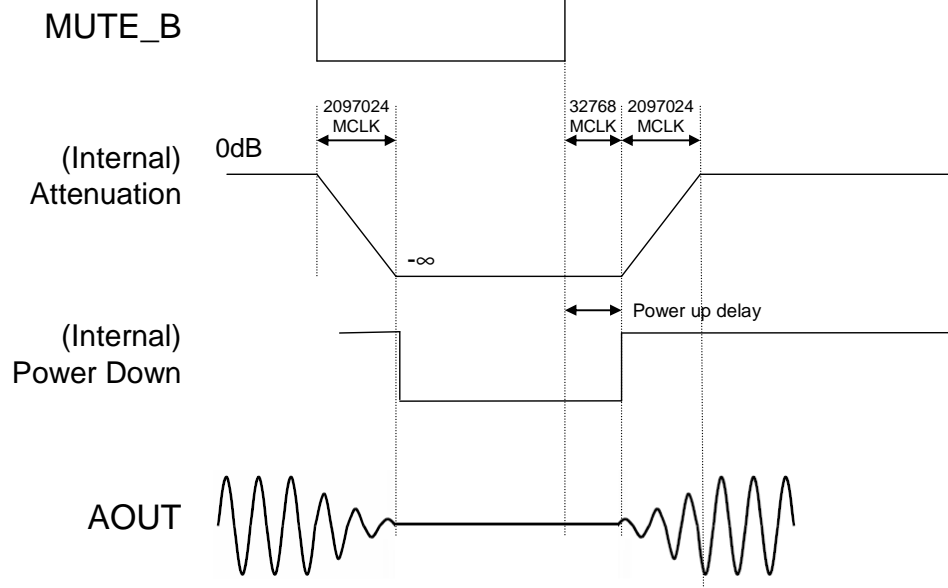 MUTE_B
2097024
MCLK
32768
MCLK
2097024
MCLK
0dB
(Internal)
Attenuation
-∞
Power up delay
(Internal)
Power Down
AOUT